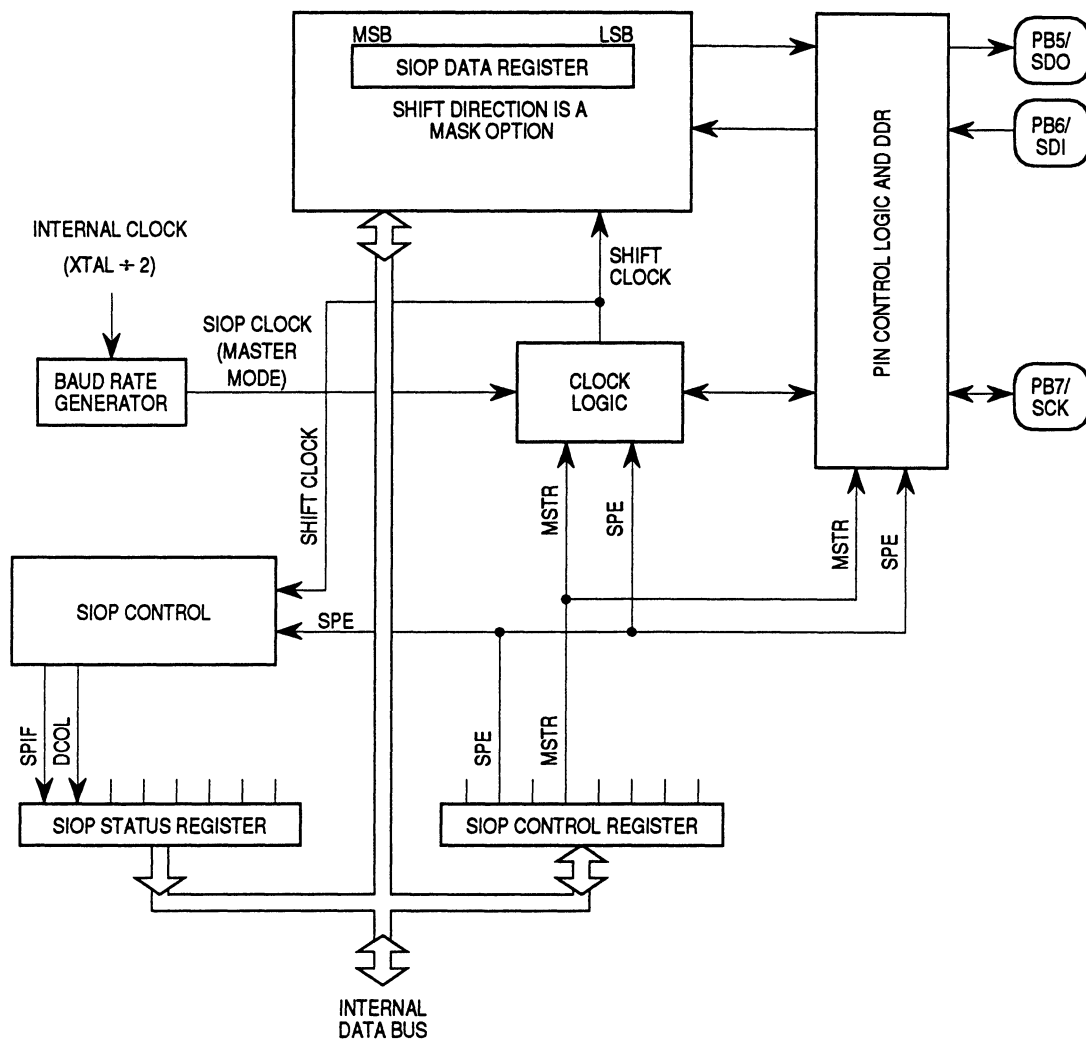 MSB LSB
SIOP DATA REGISTER
SHIFT DIRECTION IS A
MASK OPTION
PIN CONTROL LOGIC AND DDR
PB5/
SDO
PB6/
SDI
PB7/
SCK
INTERNAL CLOCK
(XTAL ÷ 2)
BAUD RATE
GENERATOR
SIOP CLOCK
(MASTER
MODE)
SHIFT
CLOCK
CLOCK
LOGIC
SHIFT CLOCK
MSTR
SPE
MSTR
SPE
SIOP CONTROL
SPE
SPIF
DCOL
SPE
MSTR
SIOP STATUS REGISTER
SIOP CONTROL REGISTER
INTERNAL
DATA BUS